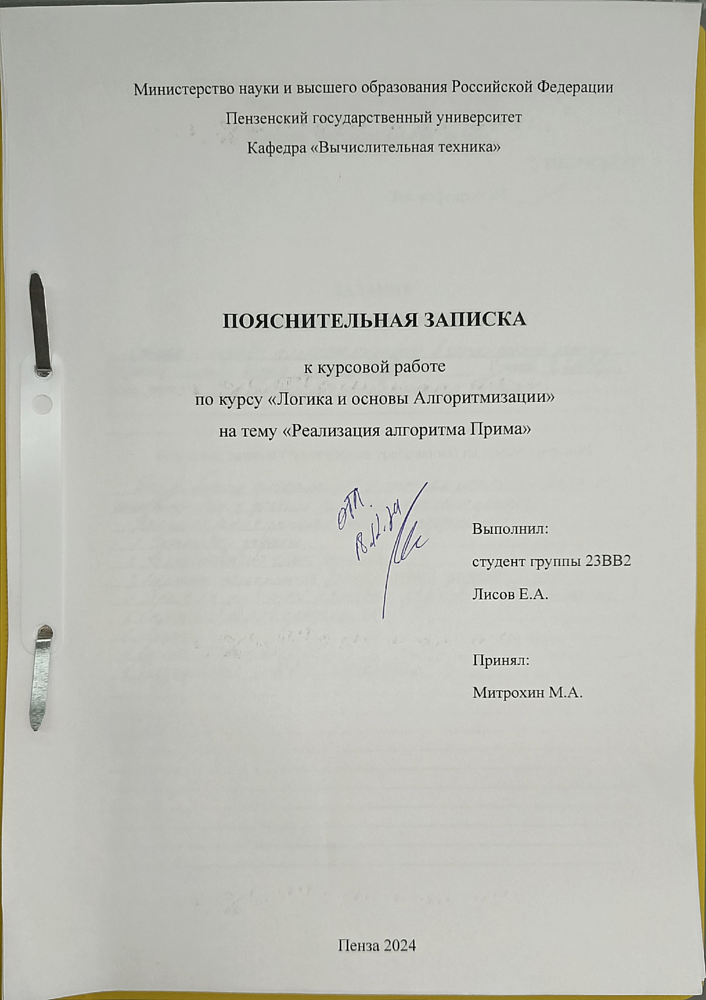 Министерство науки и высшего образования Российской Федерации
Пензенский государственный университет
Кафедра «Вычислительная техника»
ПОЯСНИТЕЛЬНАЯ ЗАПИСКА
к курсовой работе
по курсу «Логика и основы Алгоритмизации»
на тему «Реализация алгоритма Прима»
отл.
18.12.24
Выполнил:
студент группы 23ВВ2
Лисов Е.А.
Принял:
Митрохин М.А.
Пенза 2024